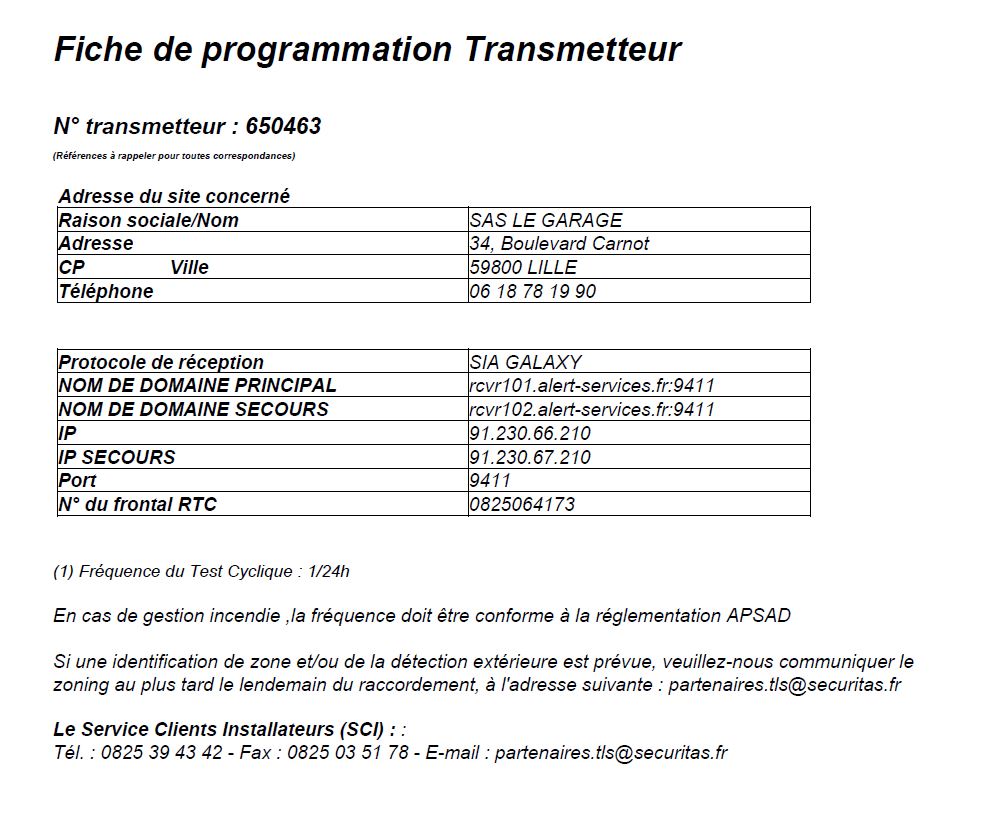 Fiche de programmation Transmetteur
N° transmetteur : 650463
(Références à rappeler pour toutes correspondances)
Adresse du site concerné
Raison sociale/Nom SAS LE GARAGE
Adresse 34, Boulevard Carnot
CP Ville 59800 LILLE
Téléphone 06 18 78 19 90
Protocole de réception SIA GALAXY
NOM DE DOMAINE PRINCIPAL rcvr101.alert-services.fr:9411
NOM DE DOMAINE SECOURS rcvr102.alert-services.fr:9411
IP 91.230.66.210
IP SECOURS 91.230.67.210
Port 9411
N° du frontal RTC 0825064173
(1) Fréquence du Test Cyclique : 1/24h
En cas de gestion incendie ,la fréquence doit être conforme à la réglementation APSAD
Si une identification de zone et/ou de la détection extérieure est prévue, veuillez-nous communiquer le
zoning au plus tard le lendemain du raccordement, à l'adresse suivante : partenaires.tls@securitas.fr
Le Service Clients Installateurs (SCI) : :
Tél. : 0825 39 43 42 - Fax : 0825 03 51 78 - E-mail : partenaires.tls@securitas.fr